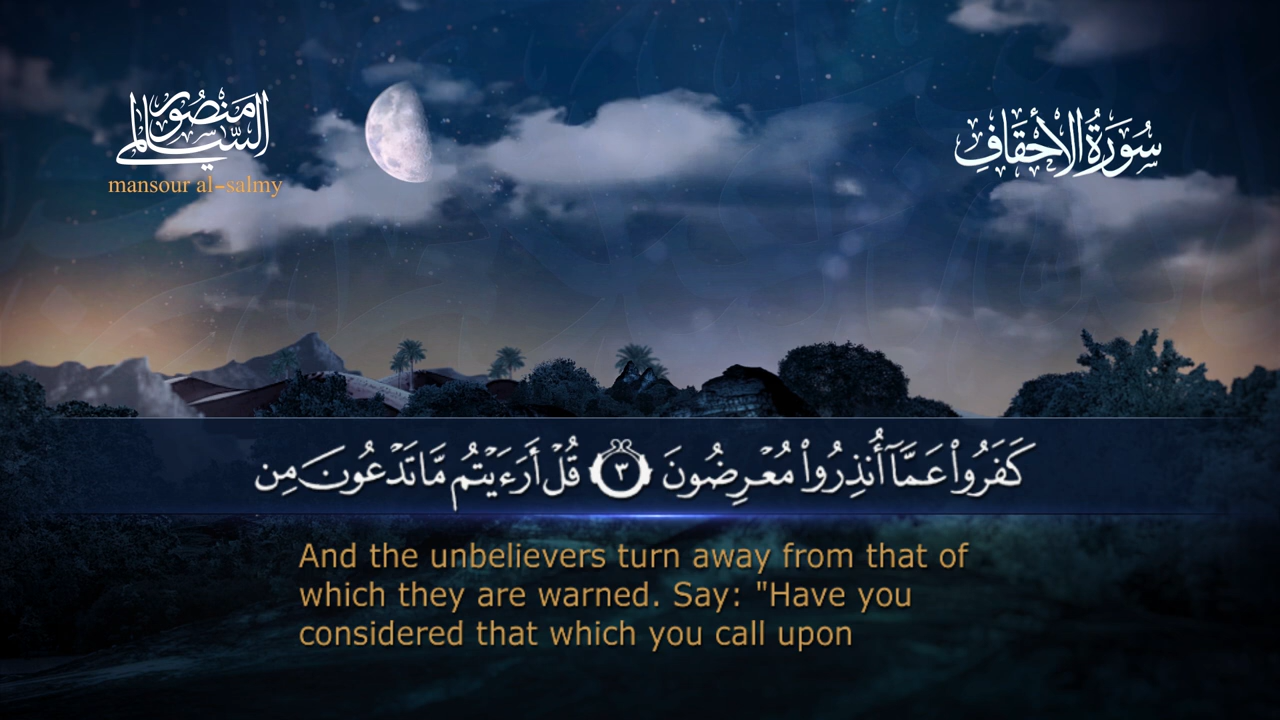 منصور
السالمي
mansour al-salmy
سُورَةُ الأَحْقَافِ
كَفَرُوا۟ عَمَّآ أُنذِرُوا۟ مُعْرِضُونَ ٣ قُلْ أَرَءَيْتُم مَّا تَدْعُونَ مِن
And the unbelievers turn away from that of
which they are warned. Say: "Have you
considered that which you call upon